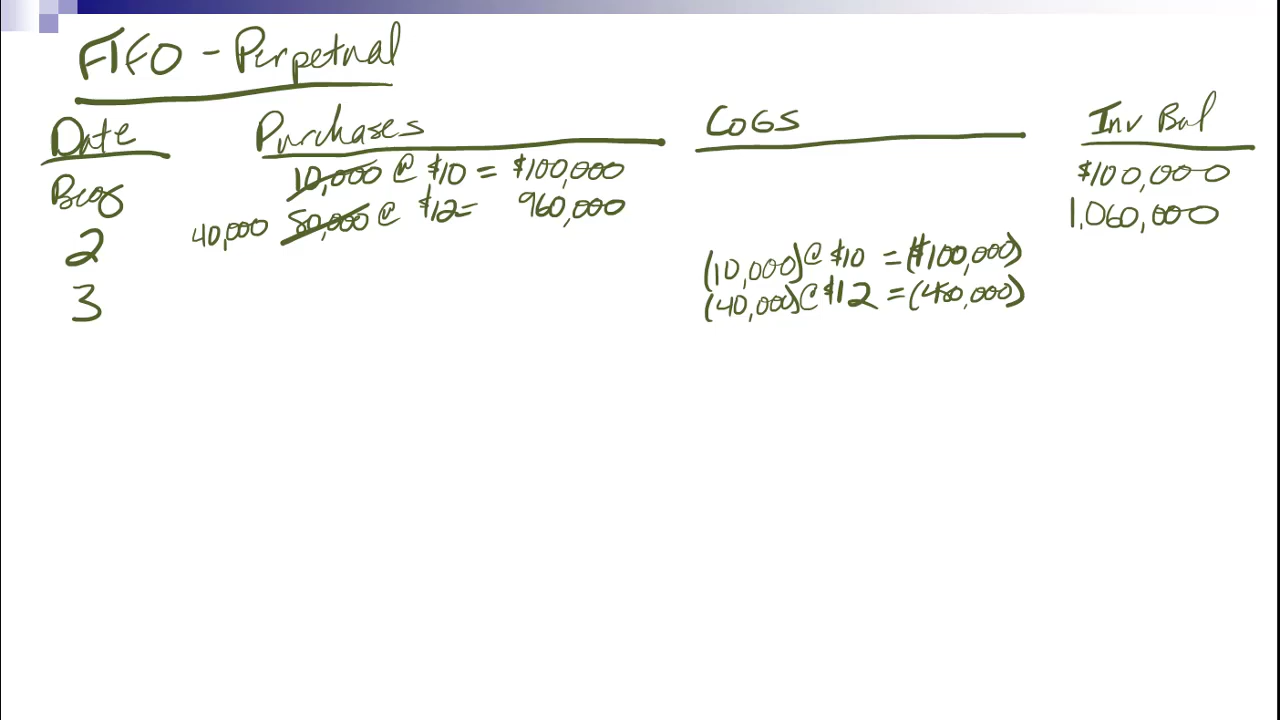 FIFO - Perpetual
Date Purchases COGS Inv Bal
Beg 10,000 @ $10 = $100,000 $100,000
40,000 80,000 @ $12 = 960,000 1,060,000
2
(10,000) @ $10 = ($100,000)
3 (40,000) @ $12 = (480,000)